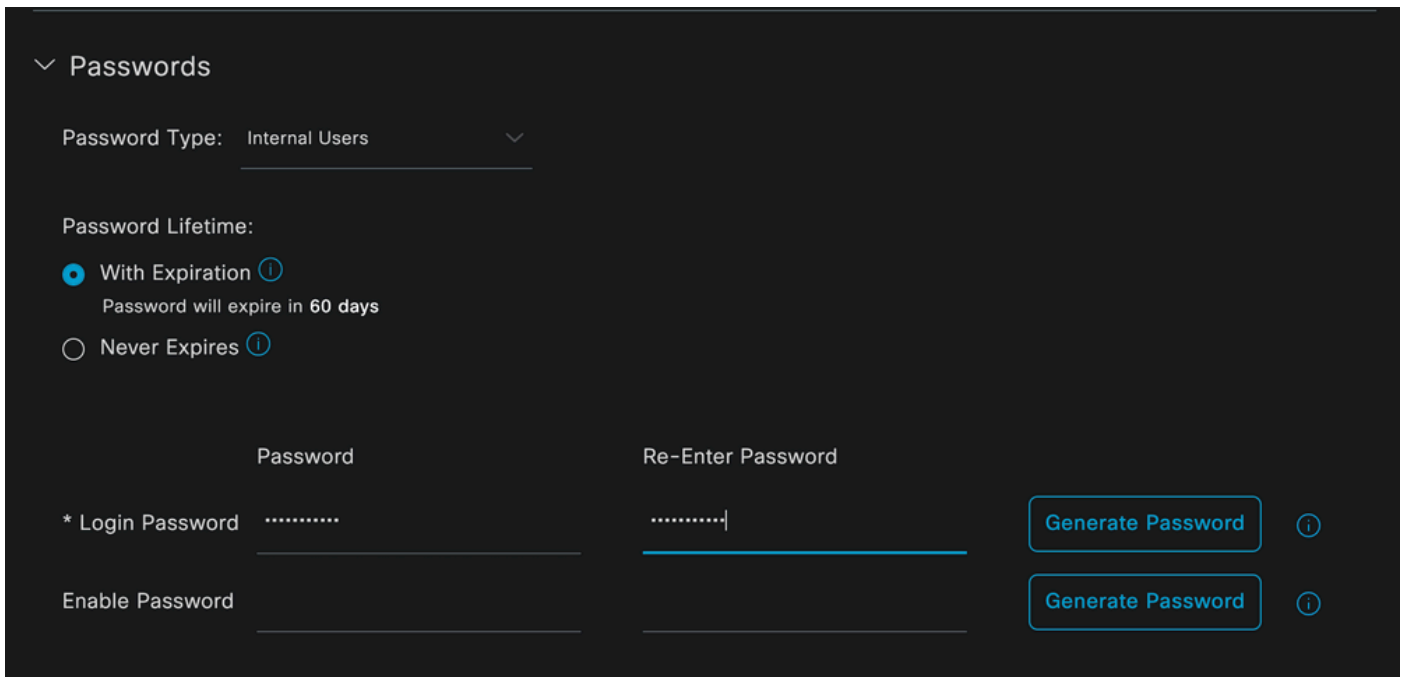 Passwords
Password Type: Internal Users
Password Lifetime:
With Expiration
Password will expire in 60 days
Never Expires
Password Re-Enter Password
* Login Password ··········· ··········· Generate Password
Enable Password Generate Password